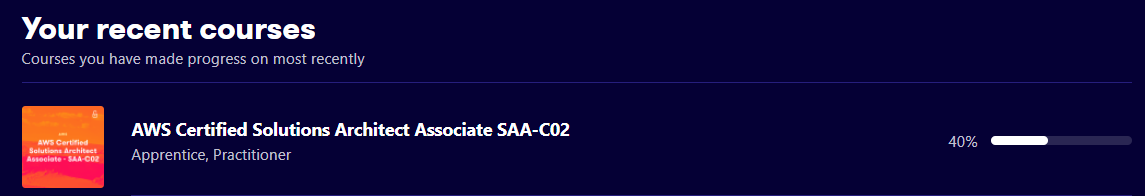 Your recent courses
Courses you have made progress on most recently
AWS Certified
Solutions Architect
Associate - SAA-C02
AWS Certified Solutions Architect Associate SAA-C02
Apprentice, Practitioner
40%